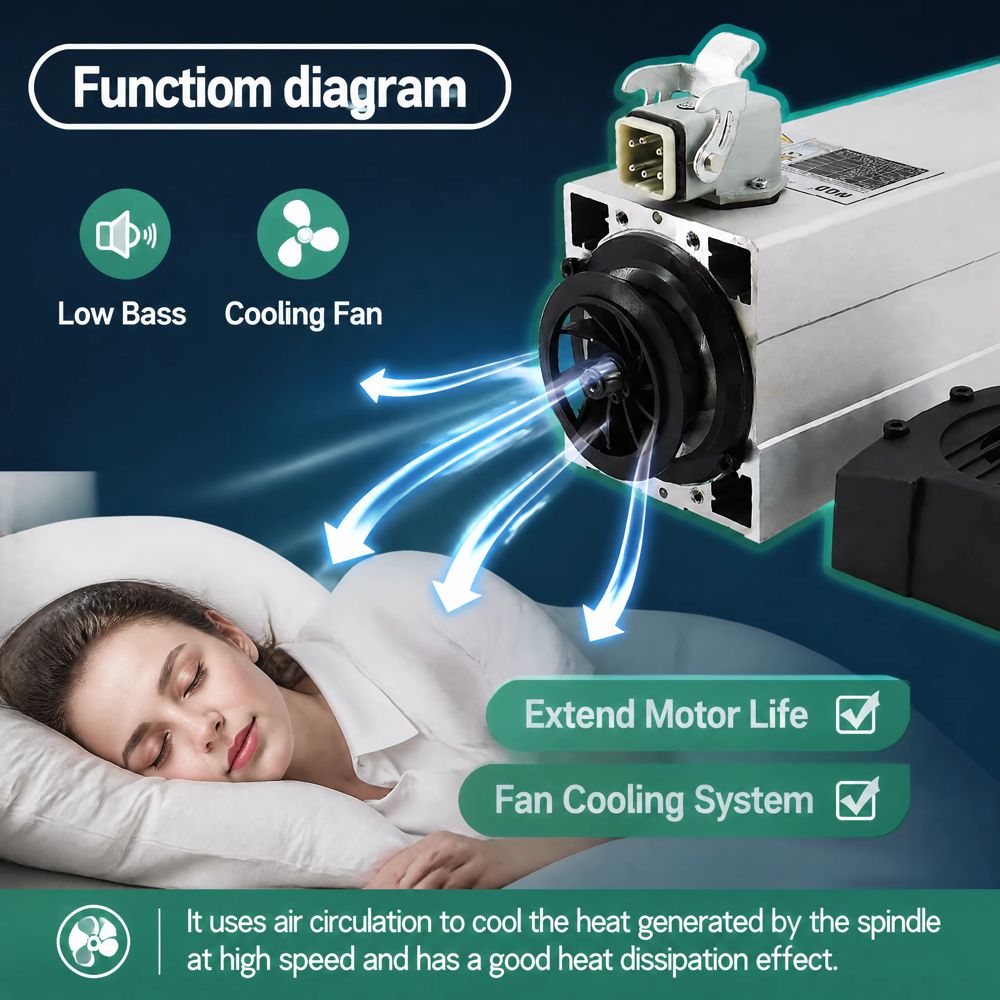 Functiom diagram
Low Bass
Cooling Fan
Extend Motor Life
Fan Cooling System
It uses air circulation to cool the heat generated by the spindle
at high speed and has a good heat dissipation effect.